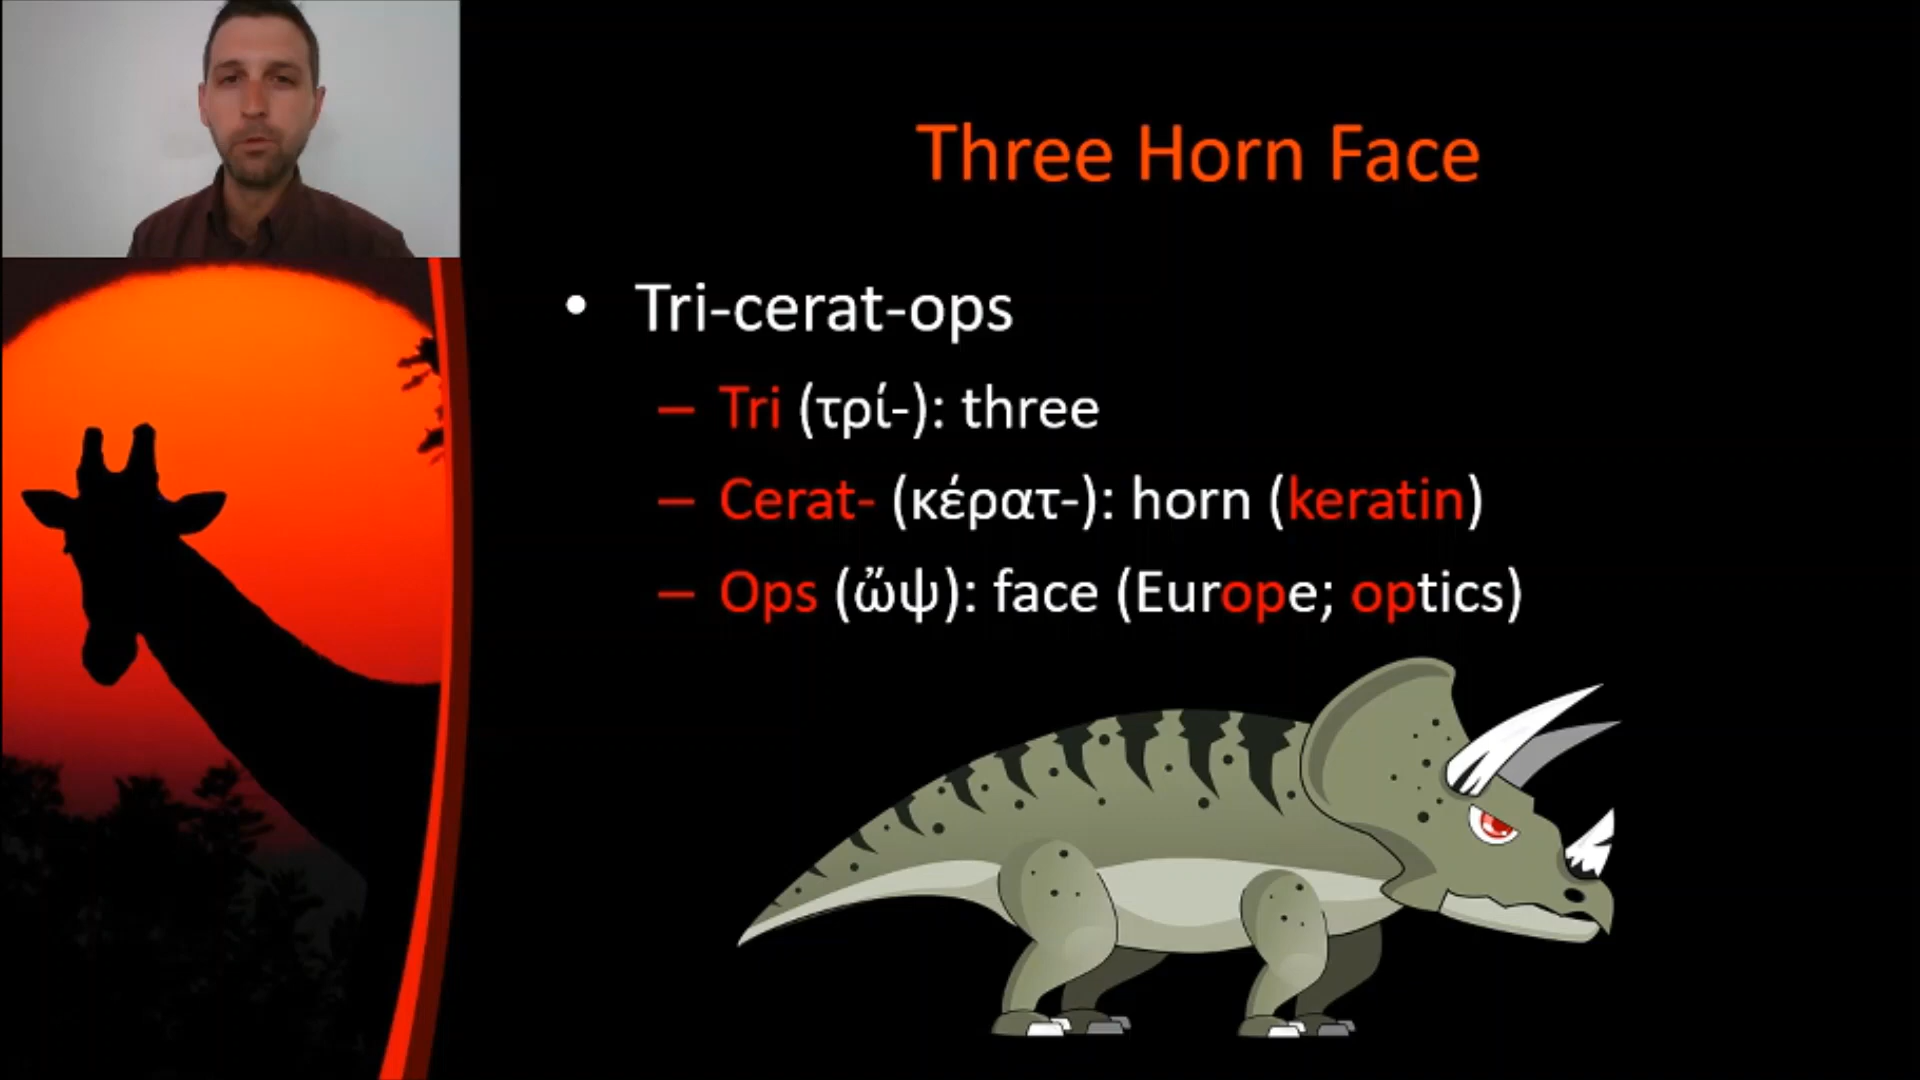 Three Horn Face
• Tri-cerat-ops
– Tri (τρί-): three
– Cerat- (κέρατ-): horn (keratin)
– Ops (ὤψ): face (Europe; optics)